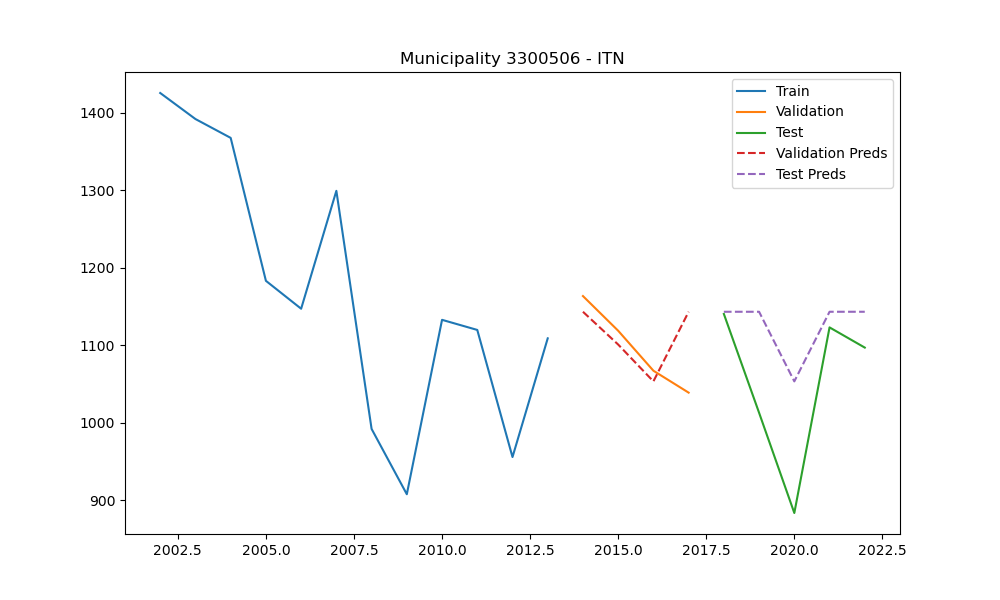 Municipality 3300506 - ITN
Train
Validation
Test
Validation Preds
Test Preds
1400
1300
1200
1100
1000
900
2002.5 2005.0 2007.5 2010.0 2012.5 2015.0 2017.5 2020.0 2022.5